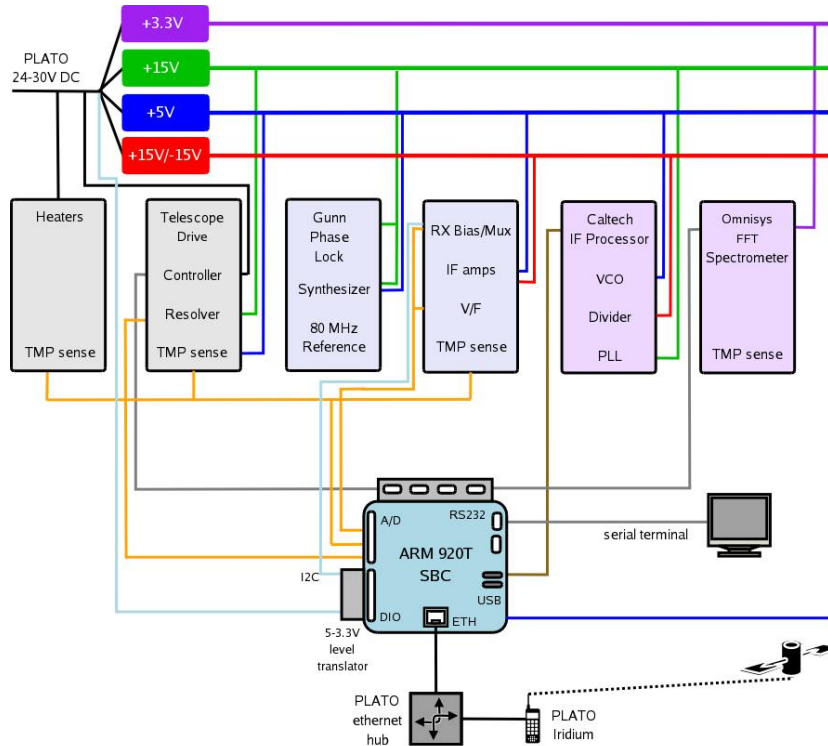 +3.3V
PLATO
24-30V DC
+15V
+5V
+15V/-15V
Heaters
TMP sense
Telescope
Drive
Controller
Resolver
TMP sense
Gunn
Phase
Lock
Synthesizer
80 MHz
Reference
RX Bias/Mux
IF amps
V/F
TMP sense
Caltech
IF Processor
VCO
Divider
PLL
Omnisys
FFT
Spectrometer
TMP sense
A/D
RS232
ARM 920T
SBC
I2C
USB
DIO
ETH
serial terminal
5-3.3V
level
translator
PLATO
ethernet
hub
PLATO
Iridium